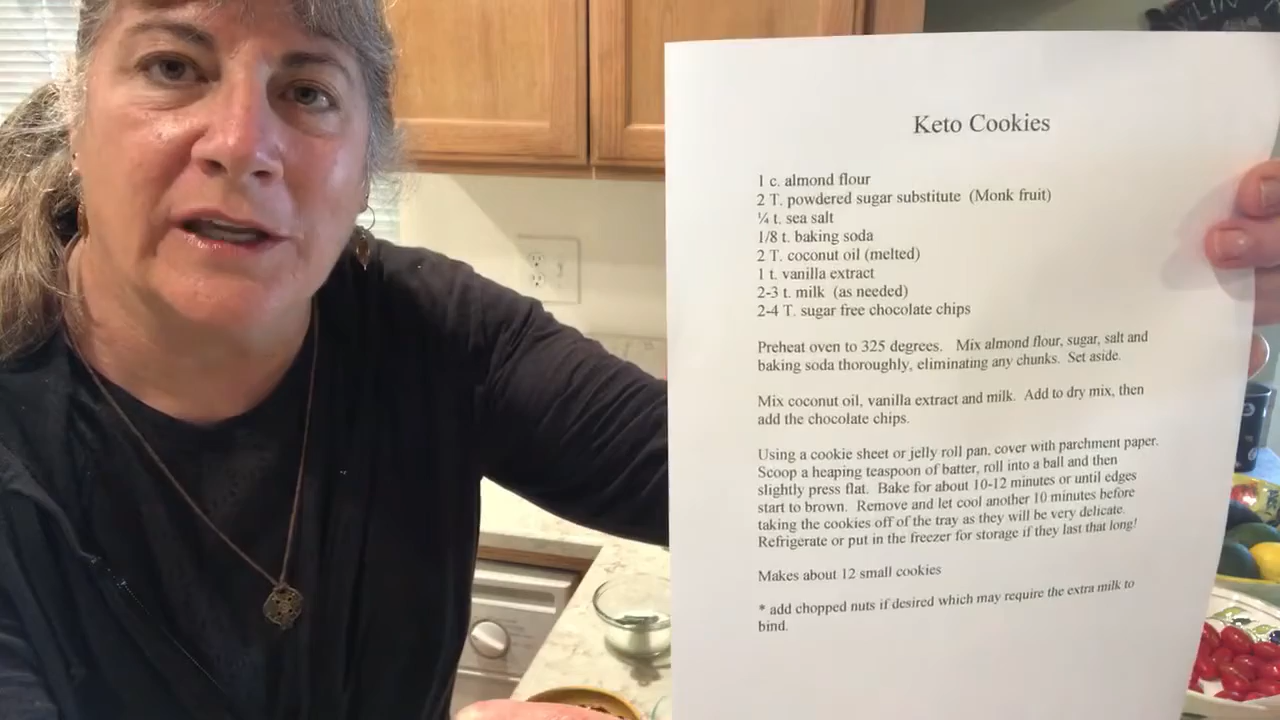 Keto Cookies
1 c. almond flour
2 T. powdered sugar substitute (Monk fruit)
¼ t. sea salt
1/8 t. baking soda
2 T. coconut oil (melted)
1 t. vanilla extract
2-3 t. milk (as needed)
2-4 T. sugar free chocolate chips
Preheat oven to 325 degrees. Mix almond flour, sugar, salt and
baking soda thoroughly, eliminating any chunks. Set aside.
Mix coconut oil, vanilla extract and milk. Add to dry mix, then
add the chocolate chips.
Using a cookie sheet or jelly roll pan, cover with parchment paper.
Scoop a heaping teaspoon of batter, roll into a ball and then
slightly press flat. Bake for about 10-12 minutes or until edges
start to brown. Remove and let cool another 10 minutes before
taking the cookies off of the tray as they will be very delicate.
Refrigerate or put in the freezer for storage if they last that long!
Makes about 12 small cookies
* add chopped nuts if desired which may require the extra milk to
bind.